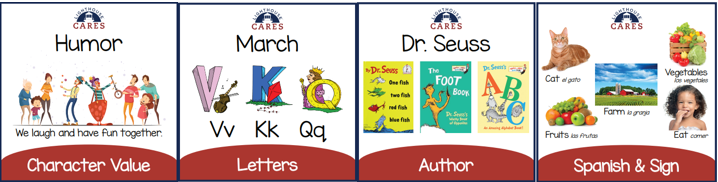 LIGHTHOUSE
CARES
Humor
We laugh and have fun together.
Character Value
LIGHTHOUSE
CARES
March
V
K
Q
Vv Kk Qq
Letters
LIGHTHOUSE
CARES
Dr. Seuss
By Dr. Seuss
One fish
two fish
red fish
blue fish
The
FOOT
Book
Dr. Seuss's
Wacky Book
of Opposites
Dr. Seuss's
ABC
An Amazing Alphabet Book!
Author
LIGHTHOUSE
CARES
Cat el gato
Vegetables
las vegetales
Farm la granja
Fruits las frutas
Eat comer
Spanish & Sign